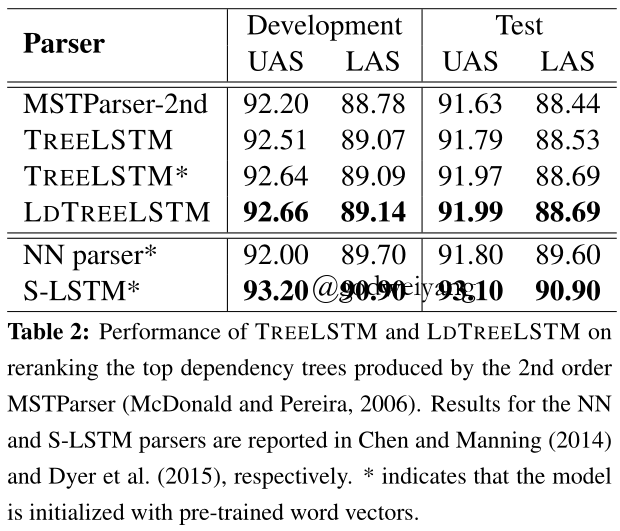 Parser Development Test
UAS LAS UAS LAS
MSTParser-2nd 92.20 88.78 91.63 88.44
TREELSTM 92.51 89.07 91.79 88.53
TREELSTM* 92.64 89.09 91.97 88.69
LDTREELSTM 92.66 89.14 91.99 88.69
NN parser* 92.00 89.70 91.80 89.60
S-LSTM* 93.20 90.90 93.10 90.90
@godweiyang
Table 2: Performance of TREELSTM and LDTREELSTM on
reranking the top dependency trees produced by the 2nd order
MSTParser (McDonald and Pereira, 2006). Results for the NN
and S-LSTM parsers are reported in Chen and Manning (2014)
and Dyer et al. (2015), respectively. * indicates that the model
is initialized with pre-trained word vectors.